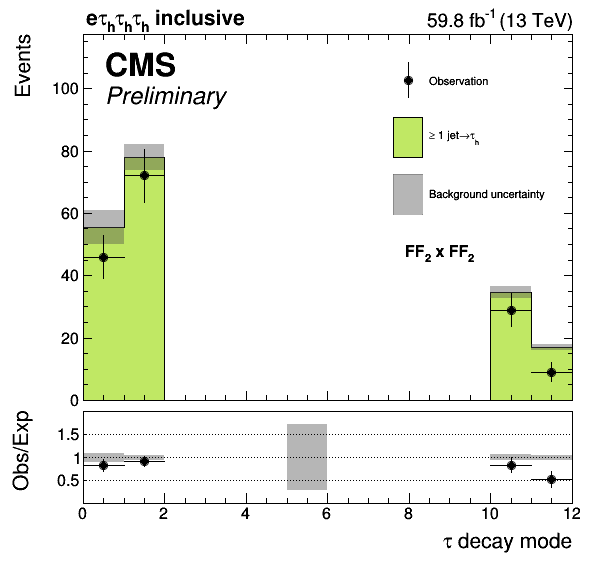 eτhτhτh inclusive
59.8 fb⁻¹ (13 TeV)
Events
CMS
Preliminary
Observation
≥ 1 jet→τh
Background uncertainty
FF₂ x FF₂
100
80
60
40
20
0
Obs/Exp
1.5
1
0.5
0 2 4 6 8 10 12
τ decay mode